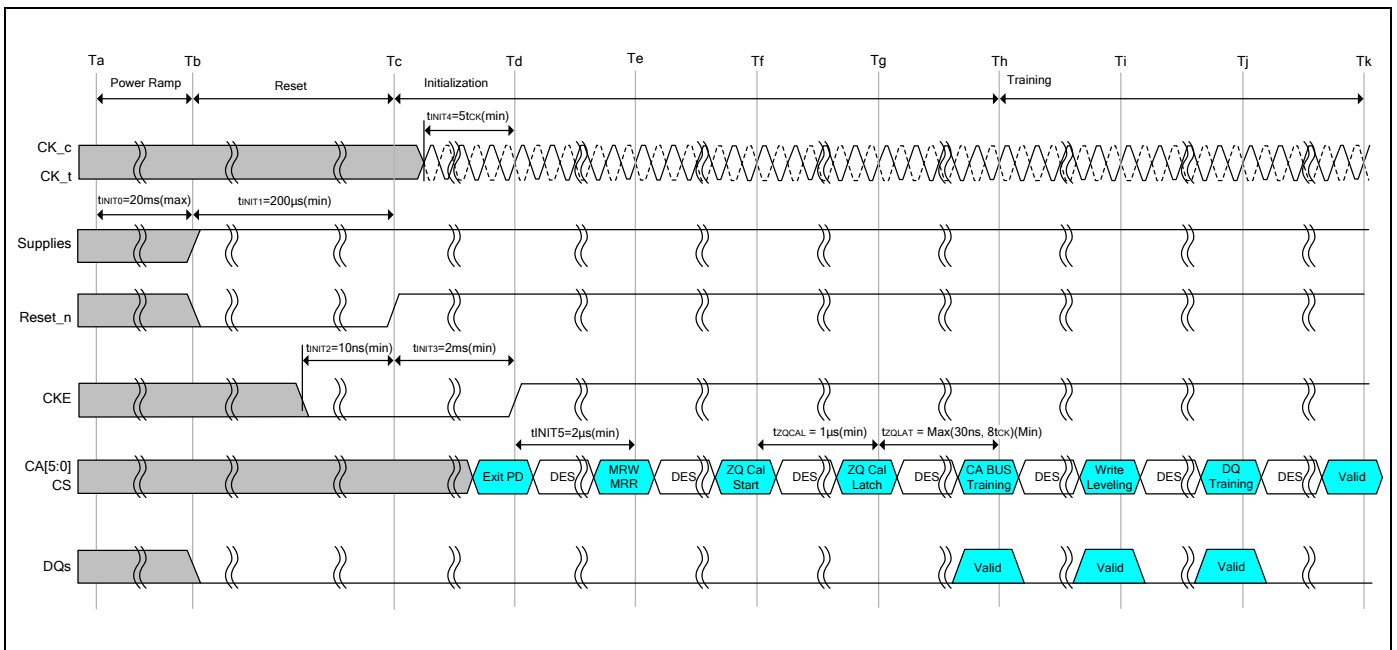 Ta Tb Tc Td Te Tf Tg Th Ti Tj Tk
Power Ramp Reset Initialization Training
tINIT4=5tCK(min)
CK_c
CK_t
tINIT0=20ms(max) tINIT1=200µs(min)
Supplies
Reset_n
tINIT2=10ns(min) tINIT3=2ms(min)
CKE
tINIT5=2µs(min) tZQCAL = 1µs(min) tZQLAT = Max(30ns, 8tCK)(Min)
CA[5:0]
CS
Exit PD DES MRW DES ZQ Cal DES ZQ Cal DES CA BUS DES Write DES DQ DES Valid
MRR Start Latch Training Leveling Training
DQs Valid Valid Valid